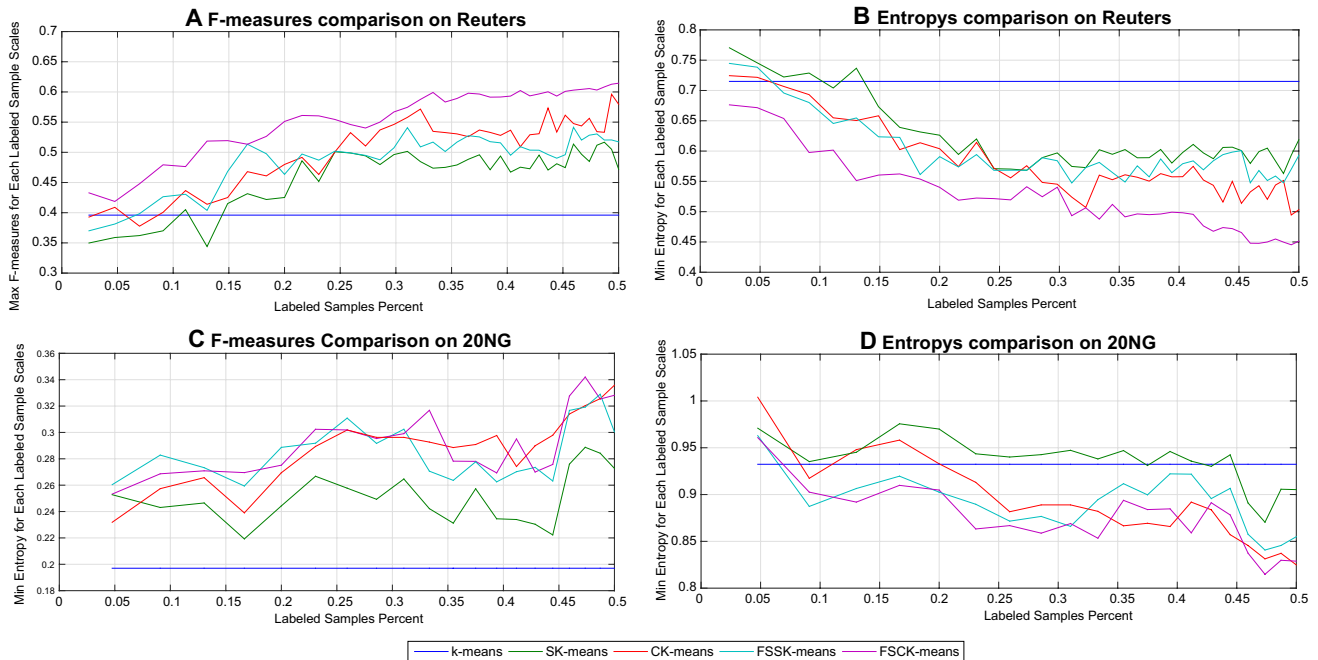 A F-measures comparison on Reuters
Max F-measures for Each Labeled Sample Scales
0.7
0.65
0.6
0.55
0.5
0.45
0.4
0.35
0.3
0 0.05 0.1 0.15 0.2 0.25 0.3 0.35 0.4 0.45 0.5
Labeled Samples Percent
B Entropys comparison on Reuters
Min Entropy for Each Labeled Sample Scales
0.8
0.75
0.7
0.65
0.6
0.55
0.5
0.45
0.4
0 0.05 0.1 0.15 0.2 0.25 0.3 0.35 0.4 0.45 0.5
Labeled Samples Percent
C F-measures Comparison on 20NG
Min Entropy for Each Labeled Sample Scales
0.36
0.32
0.3
0.28
0.26
0.24
0.22
0.2
0.18
0 0.05 0.1 0.15 0.2 0.25 0.3 0.35 0.4 0.45 0.5
Labeled Samples Percent
D Entropys comparison on 20NG
Min Entropy for Each Labeled Sample Scales
1.05
1
0.95
0.9
0.85
0.8
0 0.05 0.1 0.15 0.2 0.25 0.3 0.35 0.4 0.45 0.5
Labeled Samples Percent
k-means SK-means CK-means FSSK-means FSCK-means